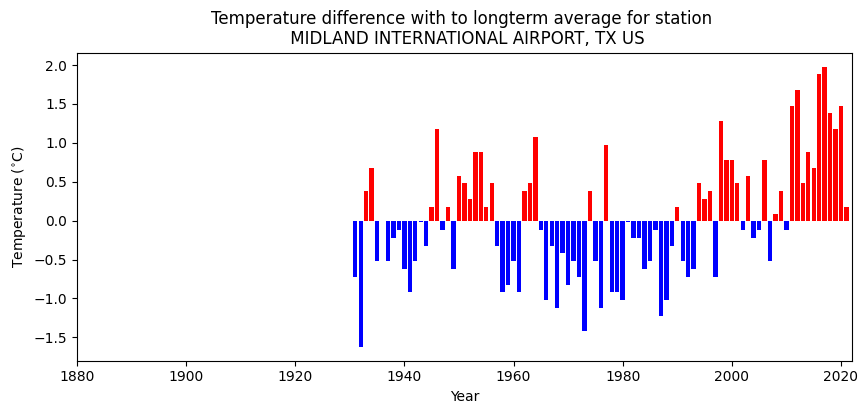 Temperature difference with to longterm average for station
MIDLAND INTERNATIONAL AIRPORT, TX US
2.0
1.5
1.0
0.5
0.0
−0.5
−1.0
−1.5
Temperature (°C)
1880 1900 1920 1940 1960 1980 2000 2020
Year